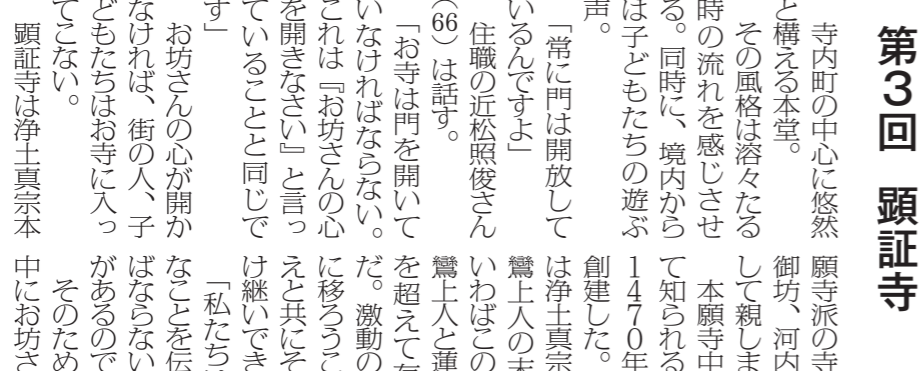 第3回 顕証寺
寺内町の中心に悠然
と構える本堂。
その風格は溶々たる
時の流れを感じさせ
る。同時に、境内から
は子どもたちの遊ぶ
声。
「常に門は開放して
いるんですよ」
住職の近松照俊さん
(66)は話す。
「お寺は門を開いて
いなければならない。
これは『お坊さんの心
を開きなさい』と言っ
ていることと同じで
す」
お坊さんの心が開か
なければ、街の人、子
どもたちはお寺に入っ
てこない。
顕証寺は浄土真宗本
願寺派の寺
御坊、河内
して親しま
本願寺中
て知られる
1470年
創建した。
は浄土真宗
鸞上人の末
いわばこの
鸞上人と蓮
を超えて
だ。激動の
に移ろうこ
えと共にそ
け継いでき
「私たち
なことを伝
ばならない
があるので
そのため
中にお坊さ